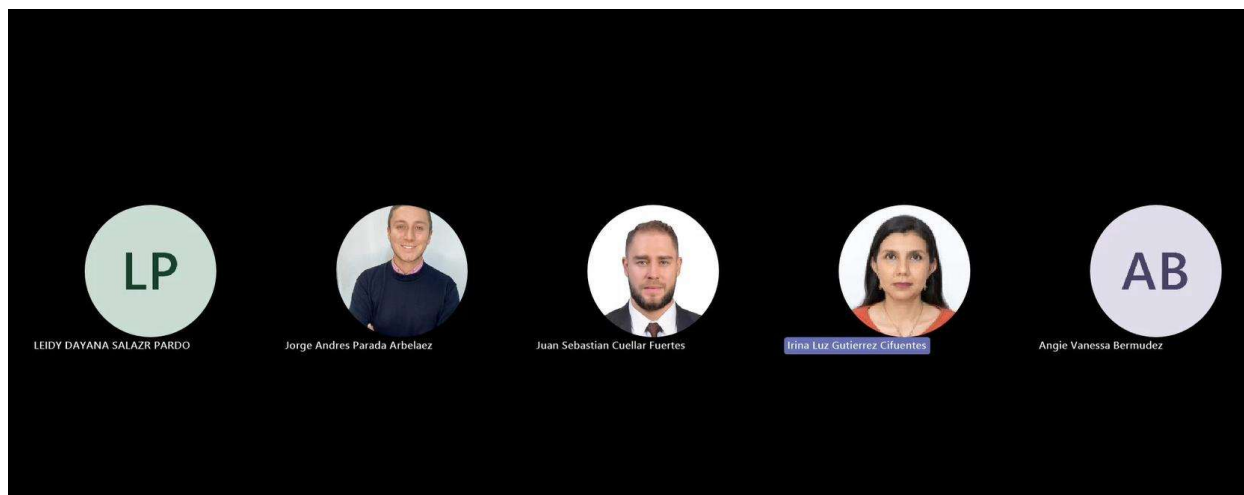 LP
AB
LEIDY DAYANA SALAZR PARDO
Jorge Andres Parada Arbelaez
Juan Sebastian Cuellar Fuertes
Irina Luz Gutierrez Cifuentes
Angie Vanessa Bermudez